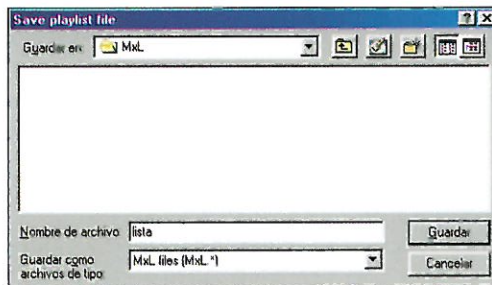 Save playlist file
Guardar en: MxL
Nombre de archivo: lista
Guardar
Guardar como archivos de tipo:
MxL files (MxL *)
Cancelar